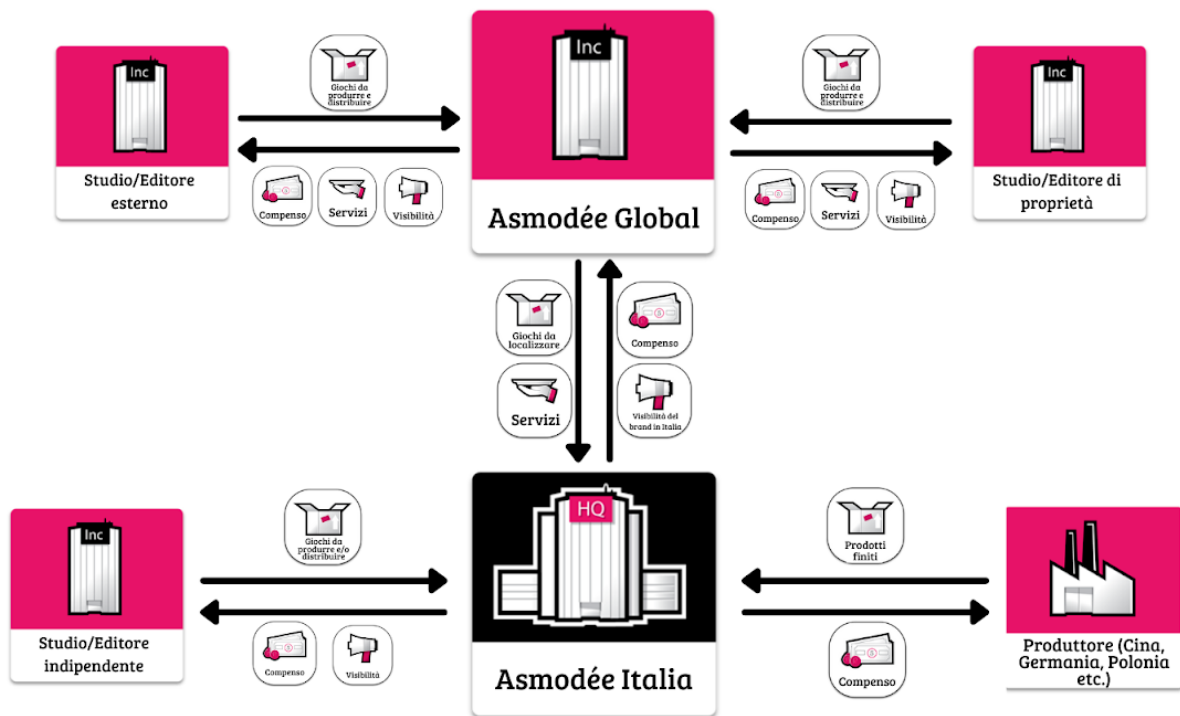 Inc
Studio/Editore
esterno
Giochi da
produrre e
distribuire
Compenso
Servizi
Visibilità
Inc
Asmodée Global
Giochi da
produrre e
distribuire
Compenso
Servizi
Visibilità
Inc
Studio/Editore di
proprietà
Giochi da
localizzare
Servizi
Compenso
Visibilità del
brand in Italia
Inc
Studio/Editore
indipendente
Giochi da
produrre e/o
distribuire
Compenso
Visibilità
HQ
Asmodée Italia
Prodotti
finiti
Compenso
Produttore (Cina,
Germania, Polonia
etc.)